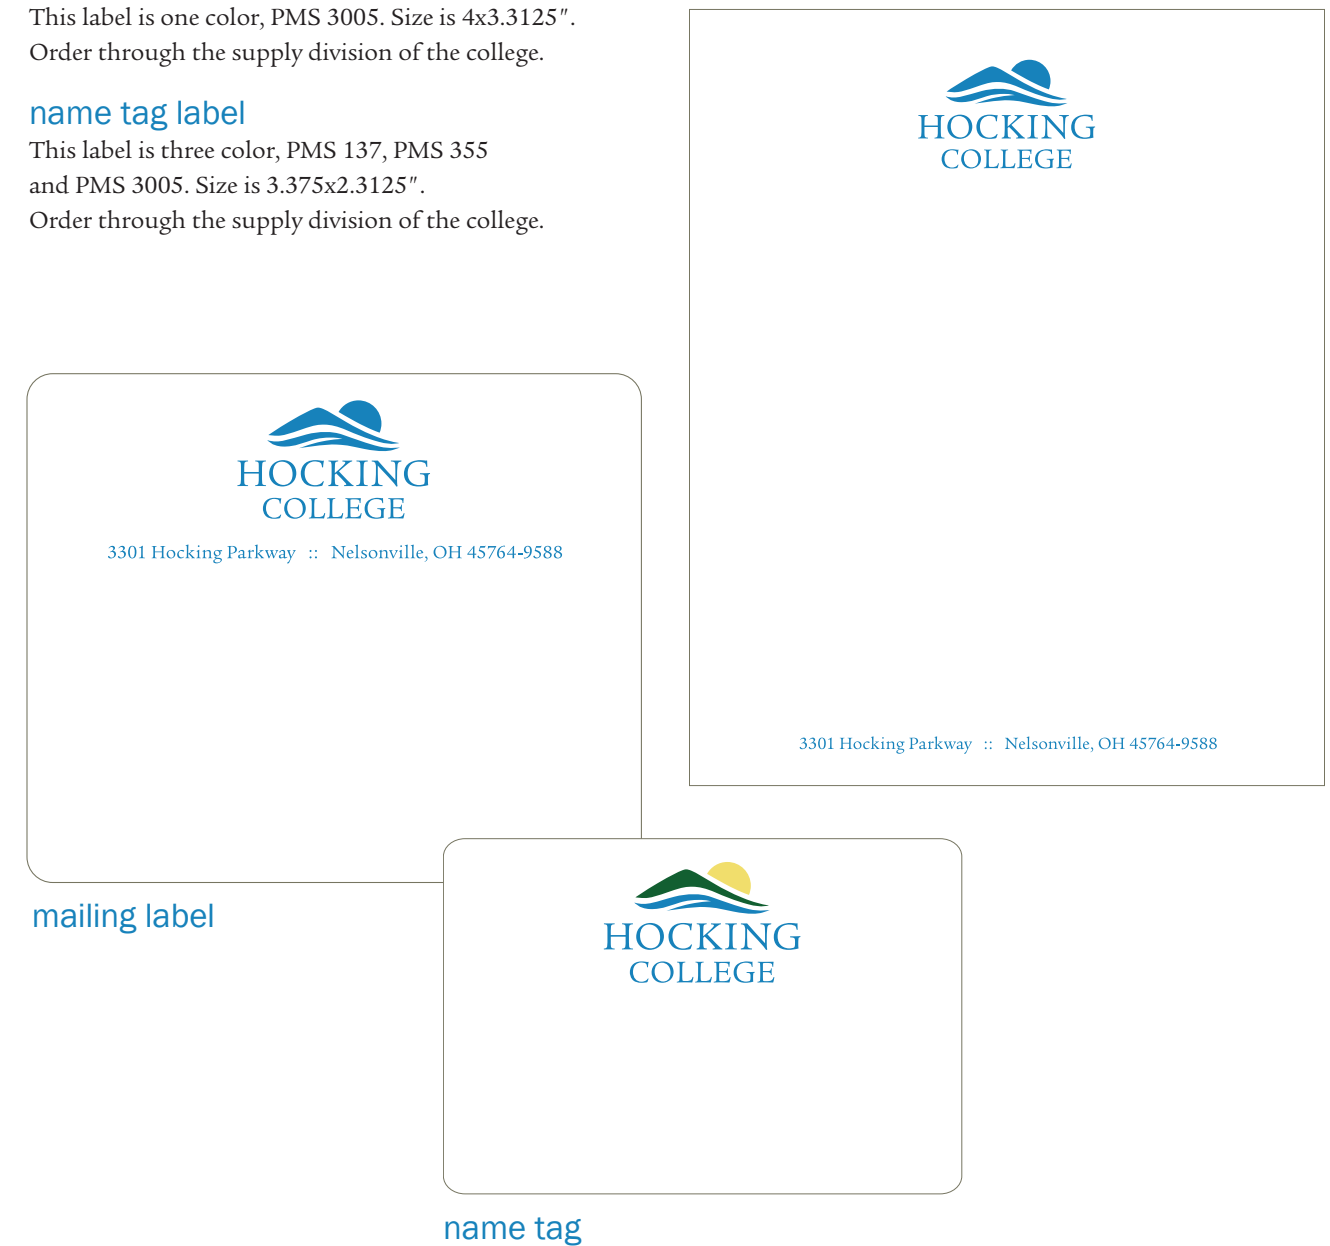 This label is one color, PMS 3005. Size is 4x3.3125″.
Order through the supply division of the college.
name tag label
This label is three color, PMS 137, PMS 355
and PMS 3005. Size is 3.375x2.3125″.
Order through the supply division of the college.
HOCKING
COLLEGE
3301 Hocking Parkway :: Nelsonville, OH 45764-9588
HOCKING
COLLEGE
3301 Hocking Parkway :: Nelsonville, OH 45764-9588
mailing label
HOCKING
COLLEGE
name tag